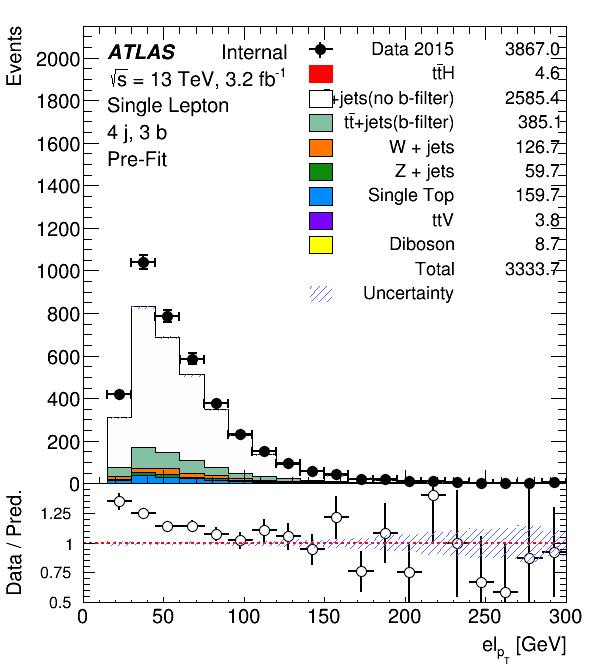 Events
2000
1800
1600
1400
1200
1000
800
600
400
200
0
ATLAS Internal
√s = 13 TeV, 3.2 fb-1
Single Lepton
4 j, 3 b
Pre-Fit
Data 2015 3867.0
tt̄H 4.6
+jets(no b-filter) 2585.4
tt̄+jets(b-filter) 385.1
W + jets 126.7
Z + jets 59.7
Single Top 159.7
ttV 3.8
Diboson 8.7
Total 3333.7
Uncertainty
Data / Pred.
1.25
1
0.75
0.5
0 50 100 150 200 250 300
el_pT [GeV]